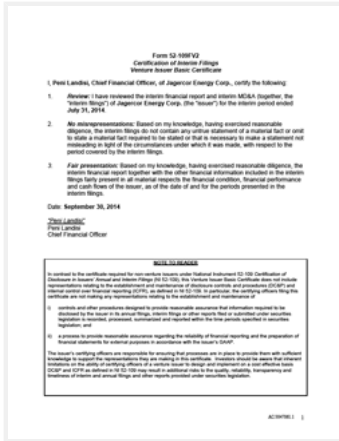 Form 52-109FV2
Certification of Interim Filings
Venture Issuer Basic Certificate
I, Peni Landisi, Chief Financial Officer, of Jagercor Energy Corp., certify the following:
1. Review: I have reviewed the interim financial report and interim MD&A (together, the
"interim filings") of Jagercor Energy Corp. (the "issuer") for the interim period ended
July 31, 2014.
2. No misrepresentations: Based on my knowledge, having exercised reasonable
diligence, the interim filings do not contain any untrue statement of a material fact or omit
to state a material fact required to be stated or that is necessary to make a statement not
misleading in light of the circumstances under which it was made, with respect to the
period covered by the interim filings.
3. Fair presentation: Based on my knowledge, having exercised reasonable diligence, the
interim financial report together with the other financial information included in the interim
filings fairly present in all material respects the financial condition, financial performance
and cash flows of the issuer, as of the date of and for the periods presented in the
interim filings.
Date: September 30, 2014
"Peni Landisi"
Peni Landisi
Chief Financial Officer
NOTE TO READER
In contrast to the certificate required for non-venture issuers under National Instrument 52-109 Certification of
Disclosure in Issuers' Annual and Interim Filings (NI 52-109), this Venture Issuer Basic Certificate does not include
representations relating to the establishment and maintenance of disclosure controls and procedures (DC&P) and
internal control over financial reporting (ICFR), as defined in NI 52-109. In particular, the certifying officers filing this
certificate are not making any representations relating to the establishment and maintenance of
i) controls and other procedures designed to provide reasonable assurance that information required to be
disclosed by the issuer in its annual filings, interim filings or other reports filed or submitted under securities
legislation is recorded, processed, summarized and reported within the time periods specified in securities
legislation; and
ii) a process to provide reasonable assurance regarding the reliability of financial reporting and the preparation of
financial statements for external purposes in accordance with the issuer's GAAP.
The issuer's certifying officers are responsible for ensuring that processes are in place to provide them with sufficient
knowledge to support the representations they are making in this certificate. Investors should be aware that inherent
limitations on the ability of certifying officers of a venture issuer to design and implement on a cost effective basis
DC&P and ICFR as defined in NI 52-109 may result in additional risks to the quality, reliability, transparency and
timeliness of interim and annual filings and other reports provided under securities legislation.
1